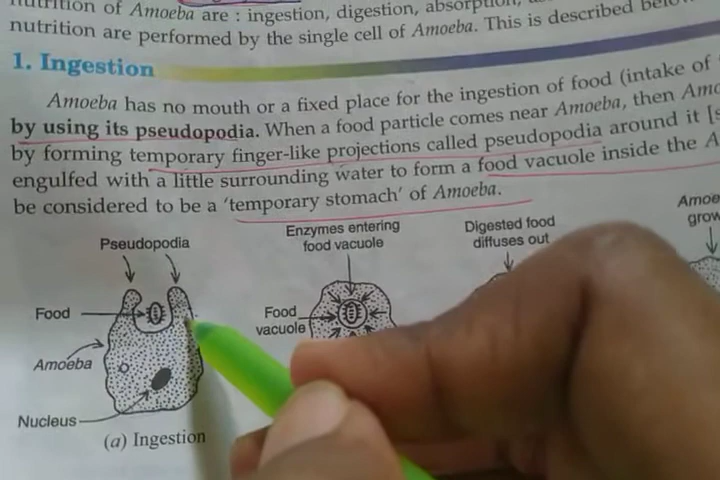 nutrition of Amoeba are : ingestion, digestion, absorption,
nutrition are performed by the single cell of Amoeba. This is described below
1. Ingestion
Amoeba has no mouth or a fixed place for the ingestion of food (intake of
by using its pseudopodia. When a food particle comes near Amoeba, then Amo
by forming temporary finger-like projections called pseudopodia around it [s
engulfed with a little surrounding water to form a food vacuole inside the A
be considered to be a 'temporary stomach' of Amoeba.
Pseudopodia
Enzymes entering
food vacuole
Digested food
diffuses out
Amoe
grow
Food
Food
vacuole
Amoeba
Nucleus
(a) Ingestion